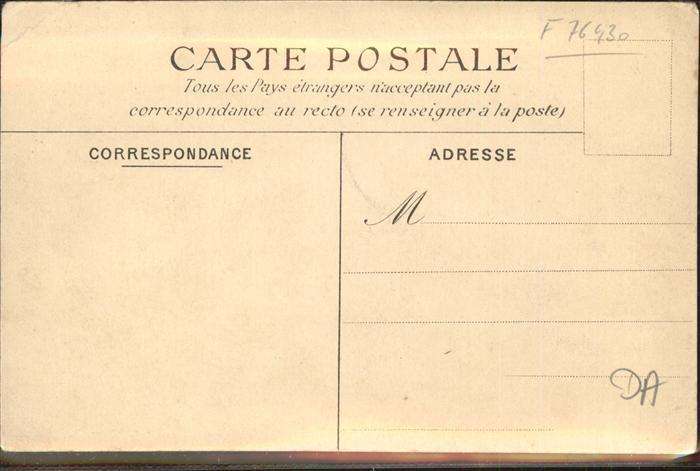 F 76430
CARTE POSTALE
Tous les Pays étrangers n'acceptant pas la
correspondance au recto (se renseigner à la poste)
CORRESPONDANCE
ADRESSE
M
DA